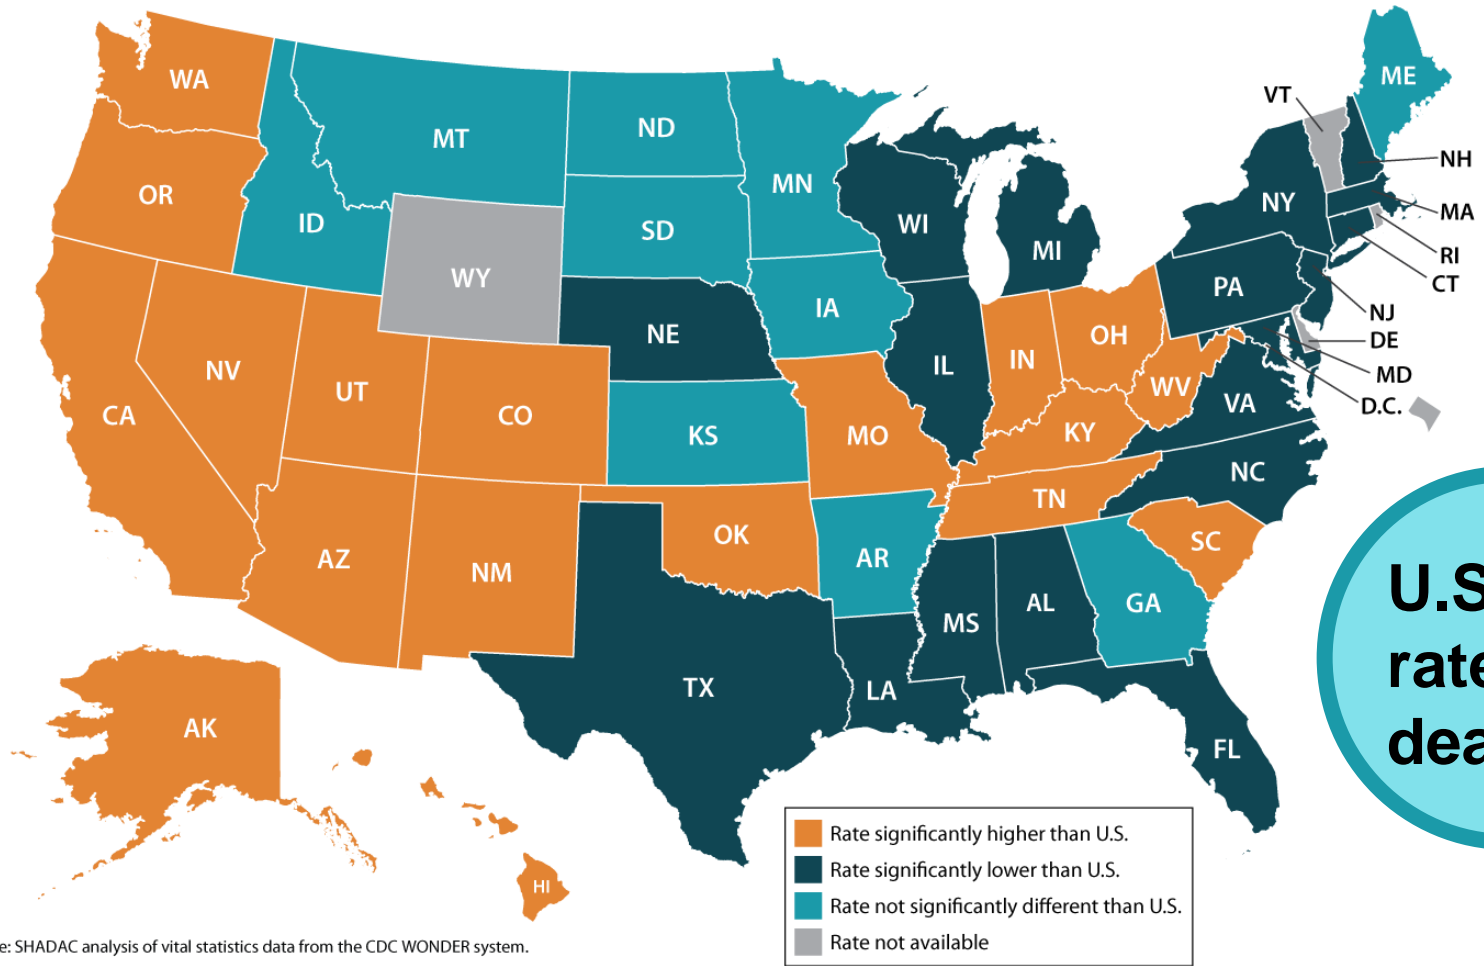 WA
OR
ID
MT
ND
SD
MN
WY
NE
IA
WI
MI
IL
IN
OH
PA
NY
VT
ME
NH
MA
RI
CT
NJ
DE
MD
D.C.
CA
NV
UT
CO
KS
MO
KY
WV
VA
NC
TN
SC
AZ
NM
OK
AR
MS
AL
GA
TX
LA
FL
AK
HI
U.S
rate
dea
Rate significantly higher than U.S.
Rate significantly lower than U.S.
Rate not significantly different than U.S.
Rate not available
e: SHADAC analysis of vital statistics data from the CDC WONDER system.